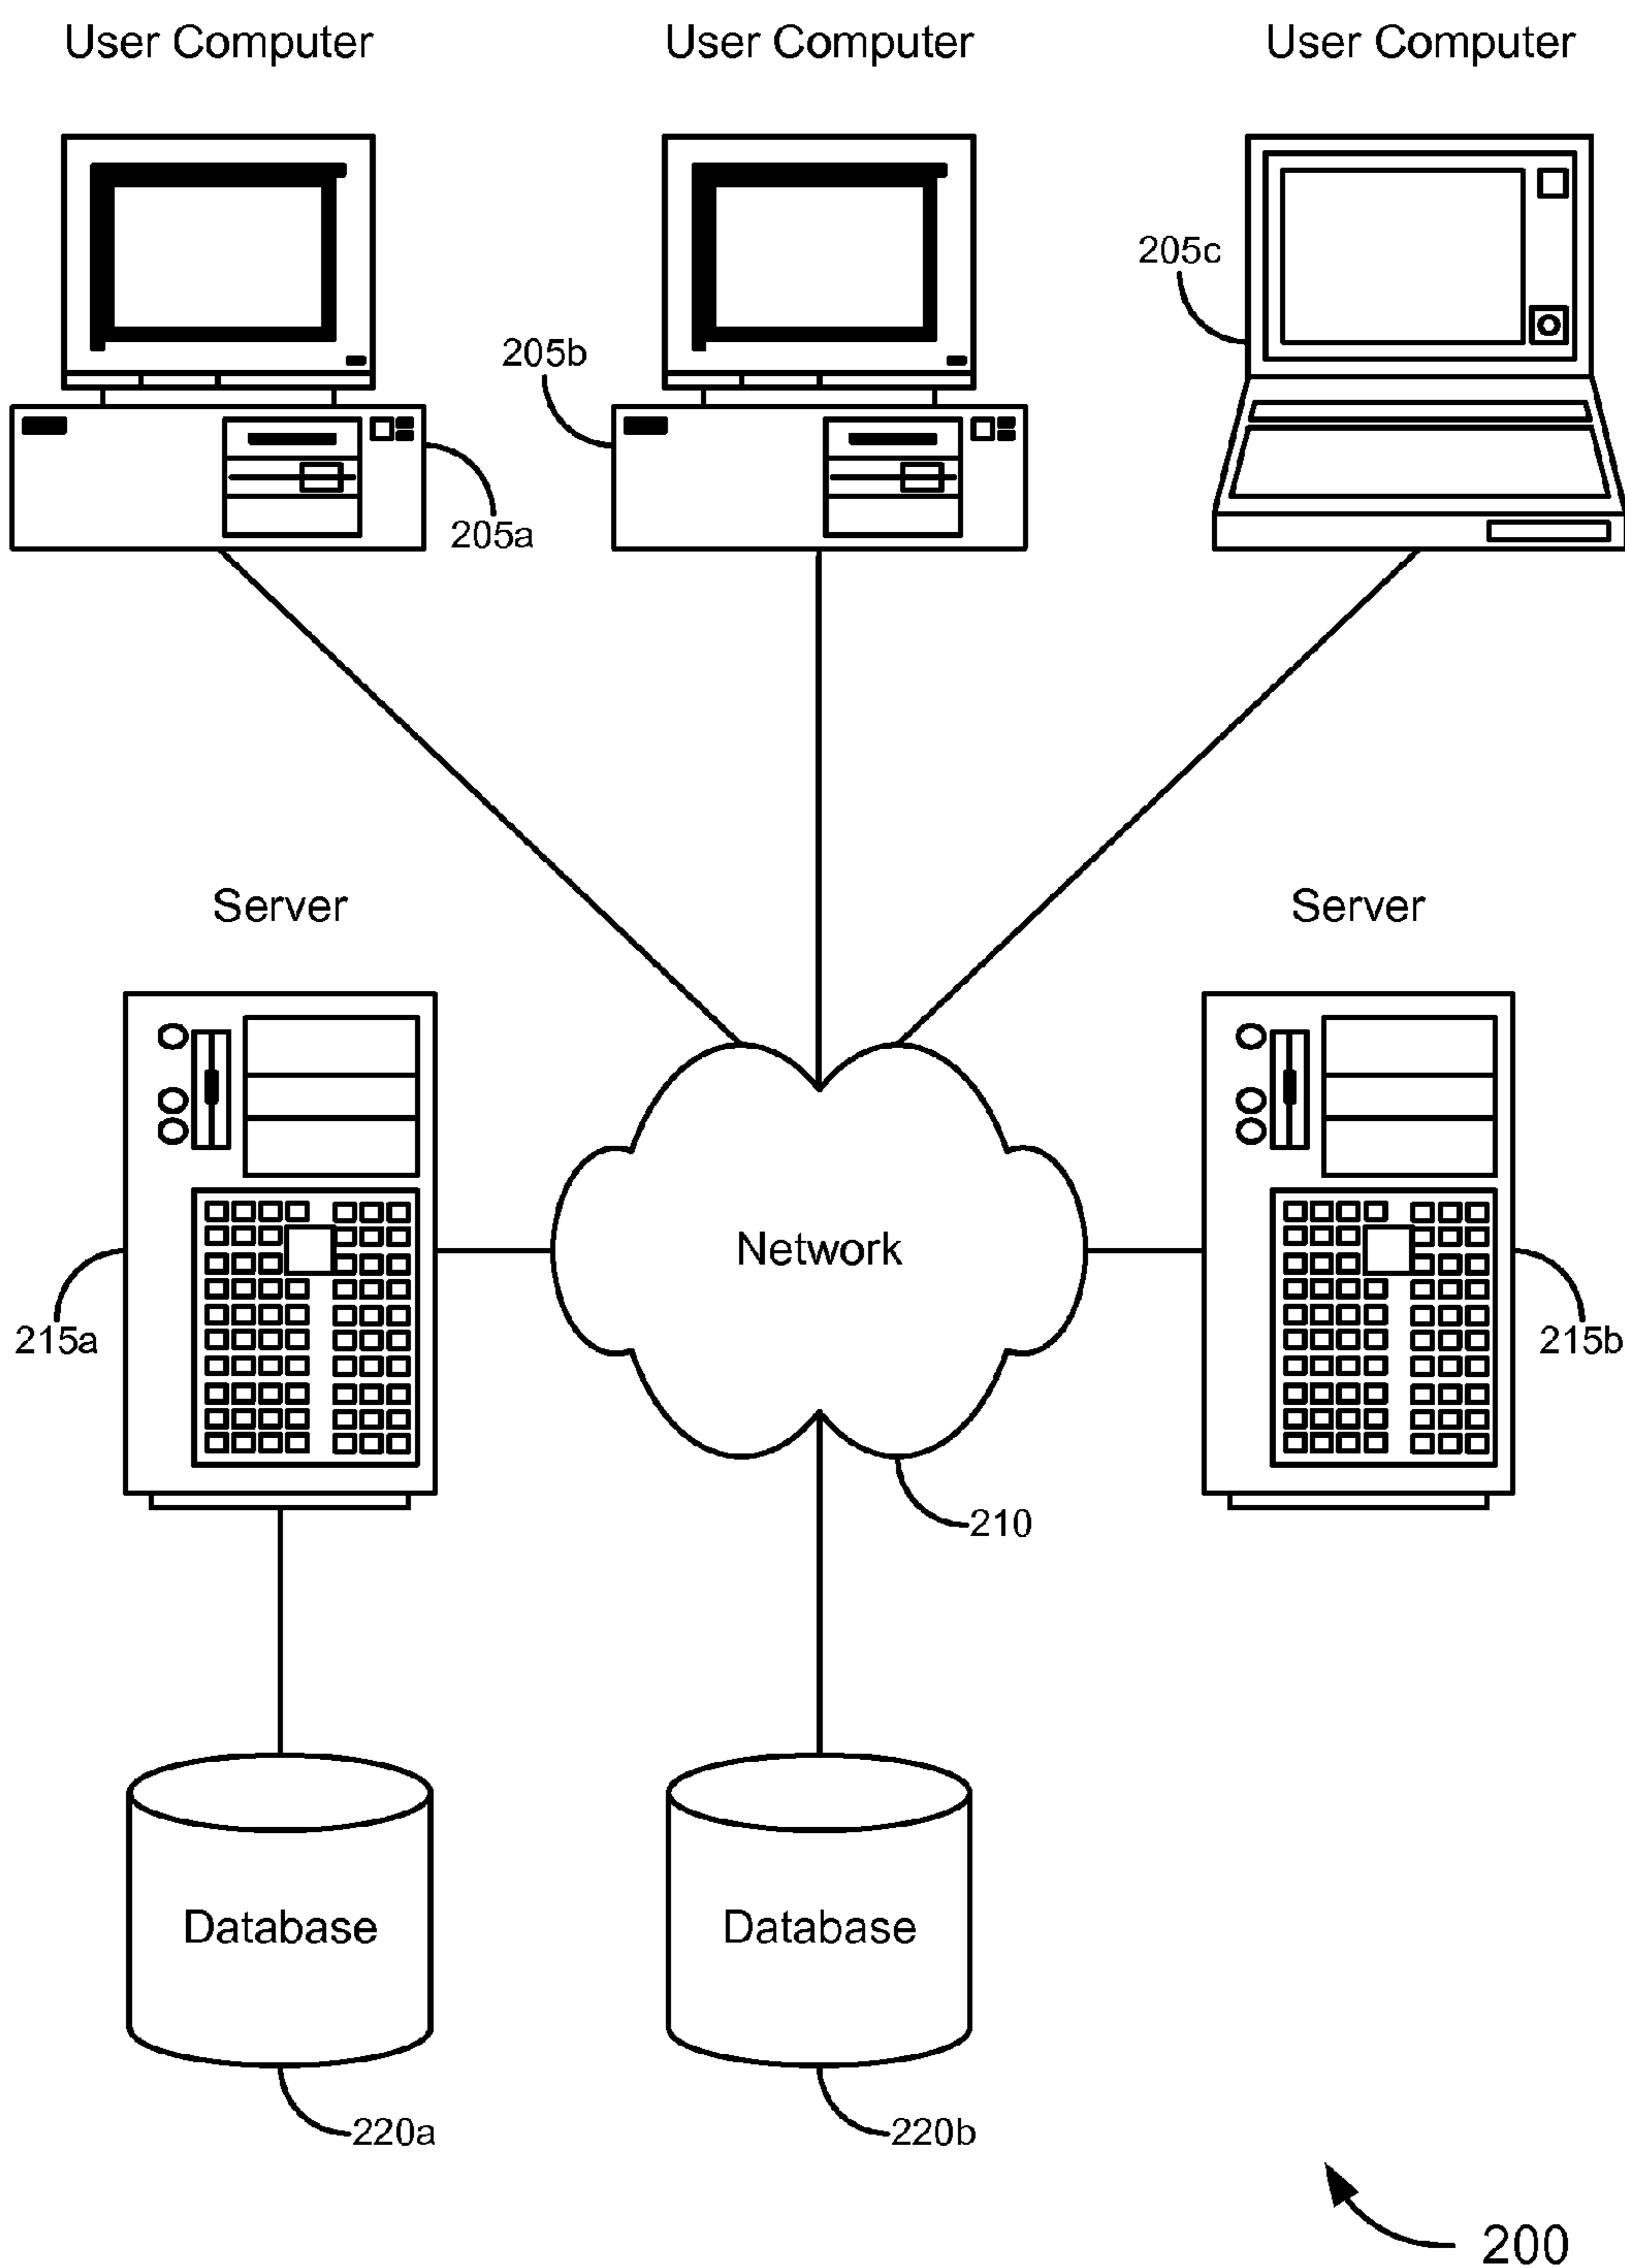 User Computer
User Computer
User Computer
205c
205b
205a
Server
Server
Network
215a
215b
210
Database
Database
220a
220b
200